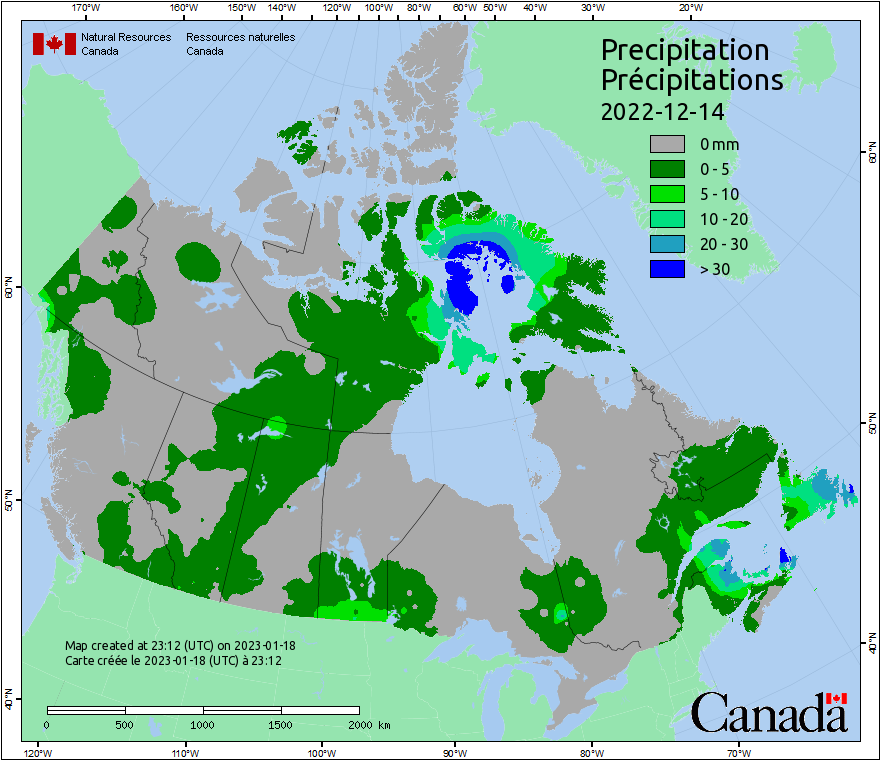 170°W 160°W 150°W 140°W 130°W 120°W 110°W 100°W 90°W 80°W 60°W 50°W 40°W 30°W 20°W
Natural Resources Ressources naturelles
Canada Canada
Precipitation
Précipitations
2022-12-14
0 mm
0 - 5
5 - 10
10 - 20
20 - 30
> 30
60°N
60°N
50°N
50°N
40°N
40°N
Map created at 23:12 (UTC) on 2023-01-18
Carte créée le 2023-01-18 (UTC) à 23:12
0 500 1000 1500 2000 km
Canada
120°W 110°W 100°W 90°W 80°W 70°W